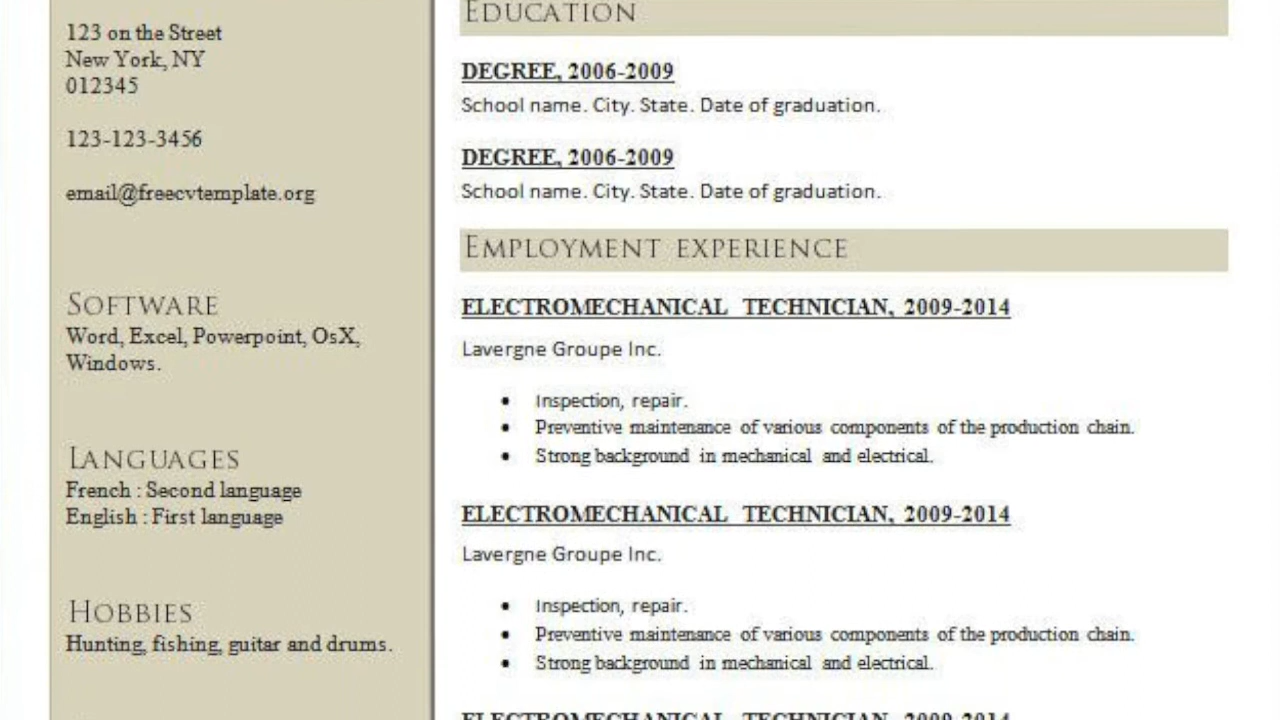 123 on the Street
New York, NY
012345
123-123-3456
email@freecvtemplate.org
SOFTWARE
Word, Excel, Powerpoint, OsX,
Windows.
LANGUAGES
French : Second language
English : First language
HOBBIES
Hunting, fishing, guitar and drums.
EDUCATION
DEGREE, 2006-2009
School name. City. State. Date of graduation.
DEGREE, 2006-2009
School name. City. State. Date of graduation.
EMPLOYMENT EXPERIENCE
ELECTROMECHANICAL TECHNICIAN, 2009-2014
Lavergne Groupe Inc.
• Inspection, repair.
• Preventive maintenance of various components of the production chain.
• Strong background in mechanical and electrical.
ELECTROMECHANICAL TECHNICIAN, 2009-2014
Lavergne Groupe Inc.
• Inspection, repair.
• Preventive maintenance of various components of the production chain.
• Strong background in mechanical and electrical.
ELECTROMECHANICAL TECHNICIAN, 2009-2014